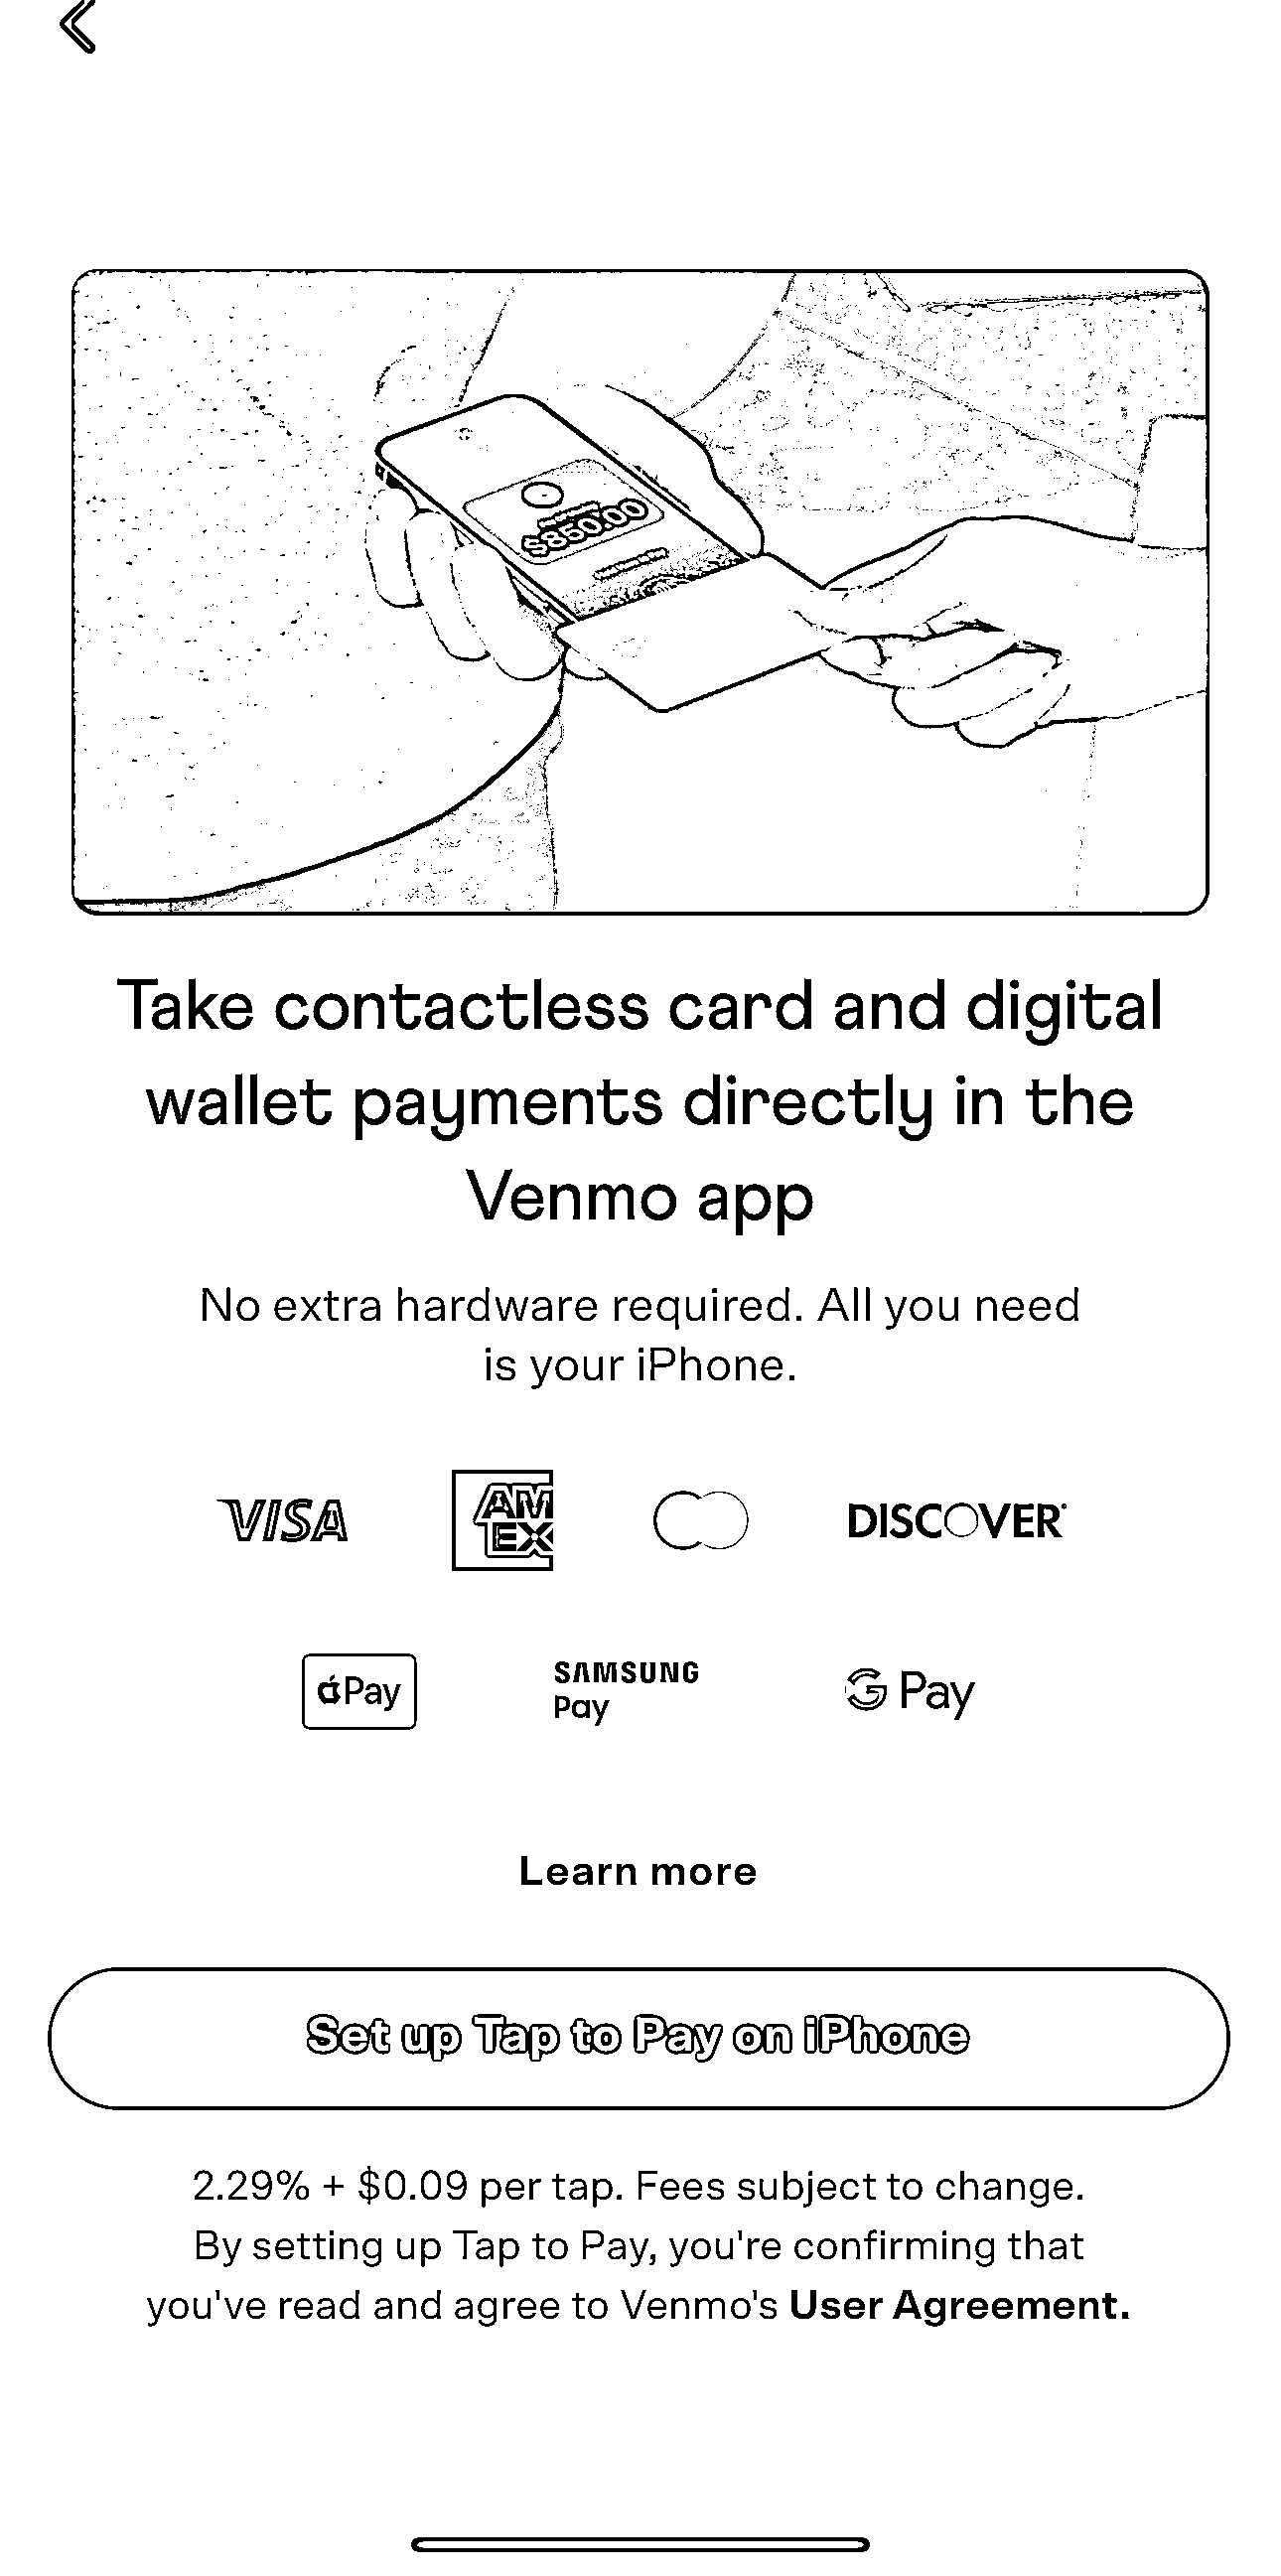 $850.00
Take contactless card and digital
wallet payments directly in the
Venmo app
No extra hardware required. All you need
is your iPhone.
VISA AM EX DISCOVER
Pay SAMSUNG Pay G Pay
Learn more
Set up Tap to Pay on iPhone
2.29% + $0.09 per tap. Fees subject to change.
By setting up Tap to Pay, you're confirming that
you've read and agree to Venmo's User Agreement.